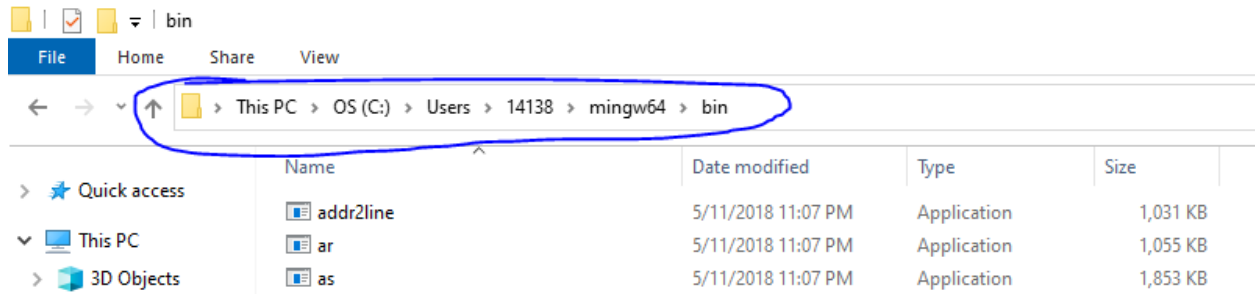 bin
File Home Share View
This PC > OS (C:) > Users > 14138 > mingw64 > bin
Name Date modified Type Size
Quick access
addr2line 5/11/2018 11:07 PM Application 1,031 KB
This PC
ar 5/11/2018 11:07 PM Application 1,055 KB
3D Objects
as 5/11/2018 11:07 PM Application 1,853 KB